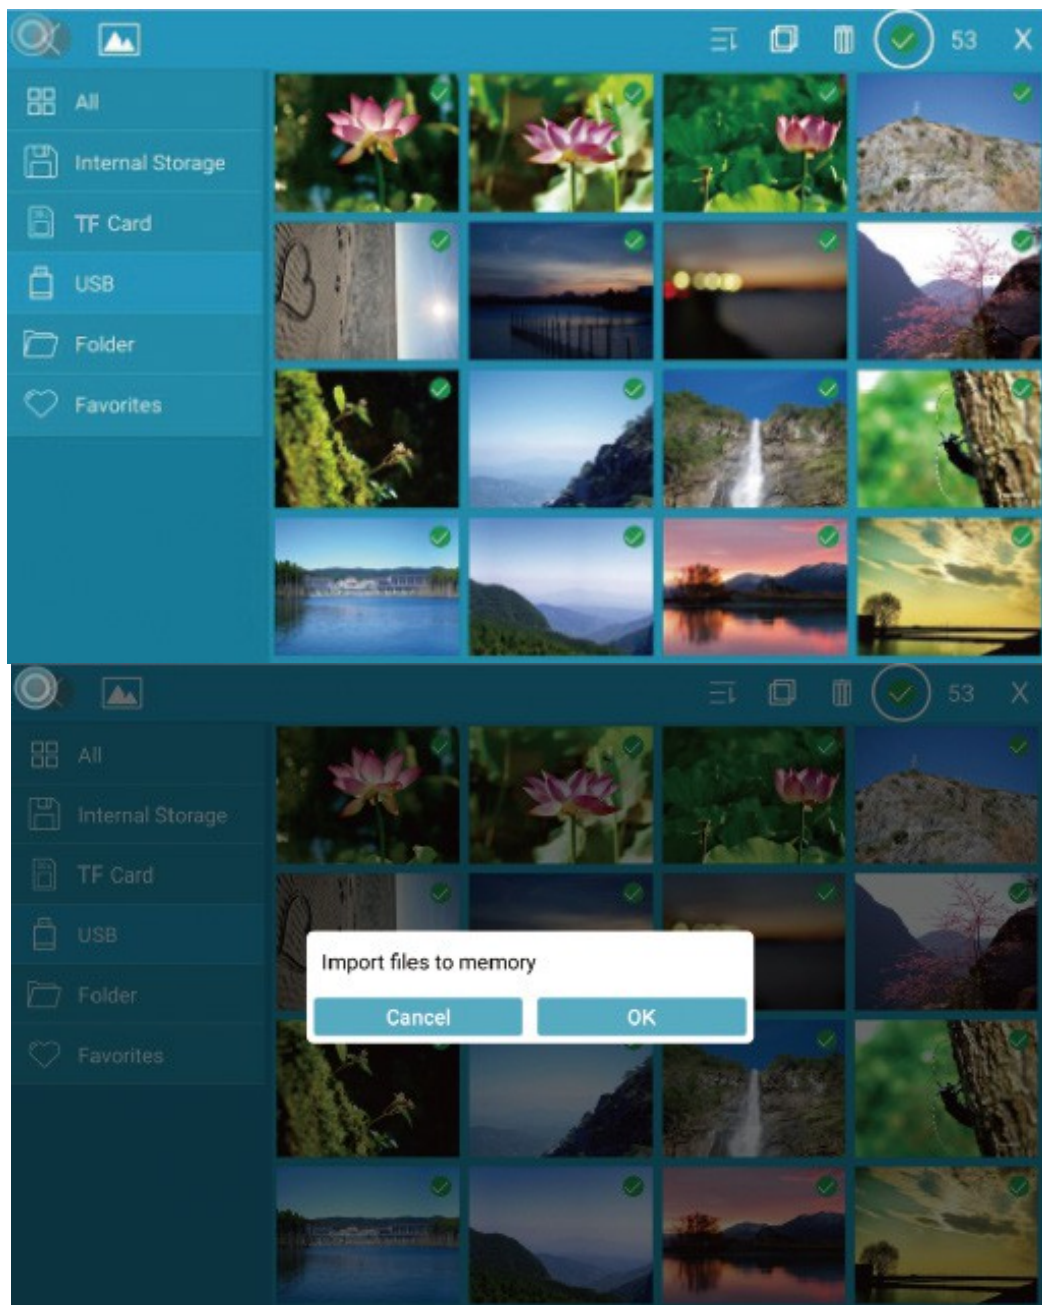 53 X
All
Internal Storage
TF Card
USB
Folder
Favorites
53 X
All
Internal Storage
TF Card
USB
Folder
Favorites
Import files to memory
Cancel OK